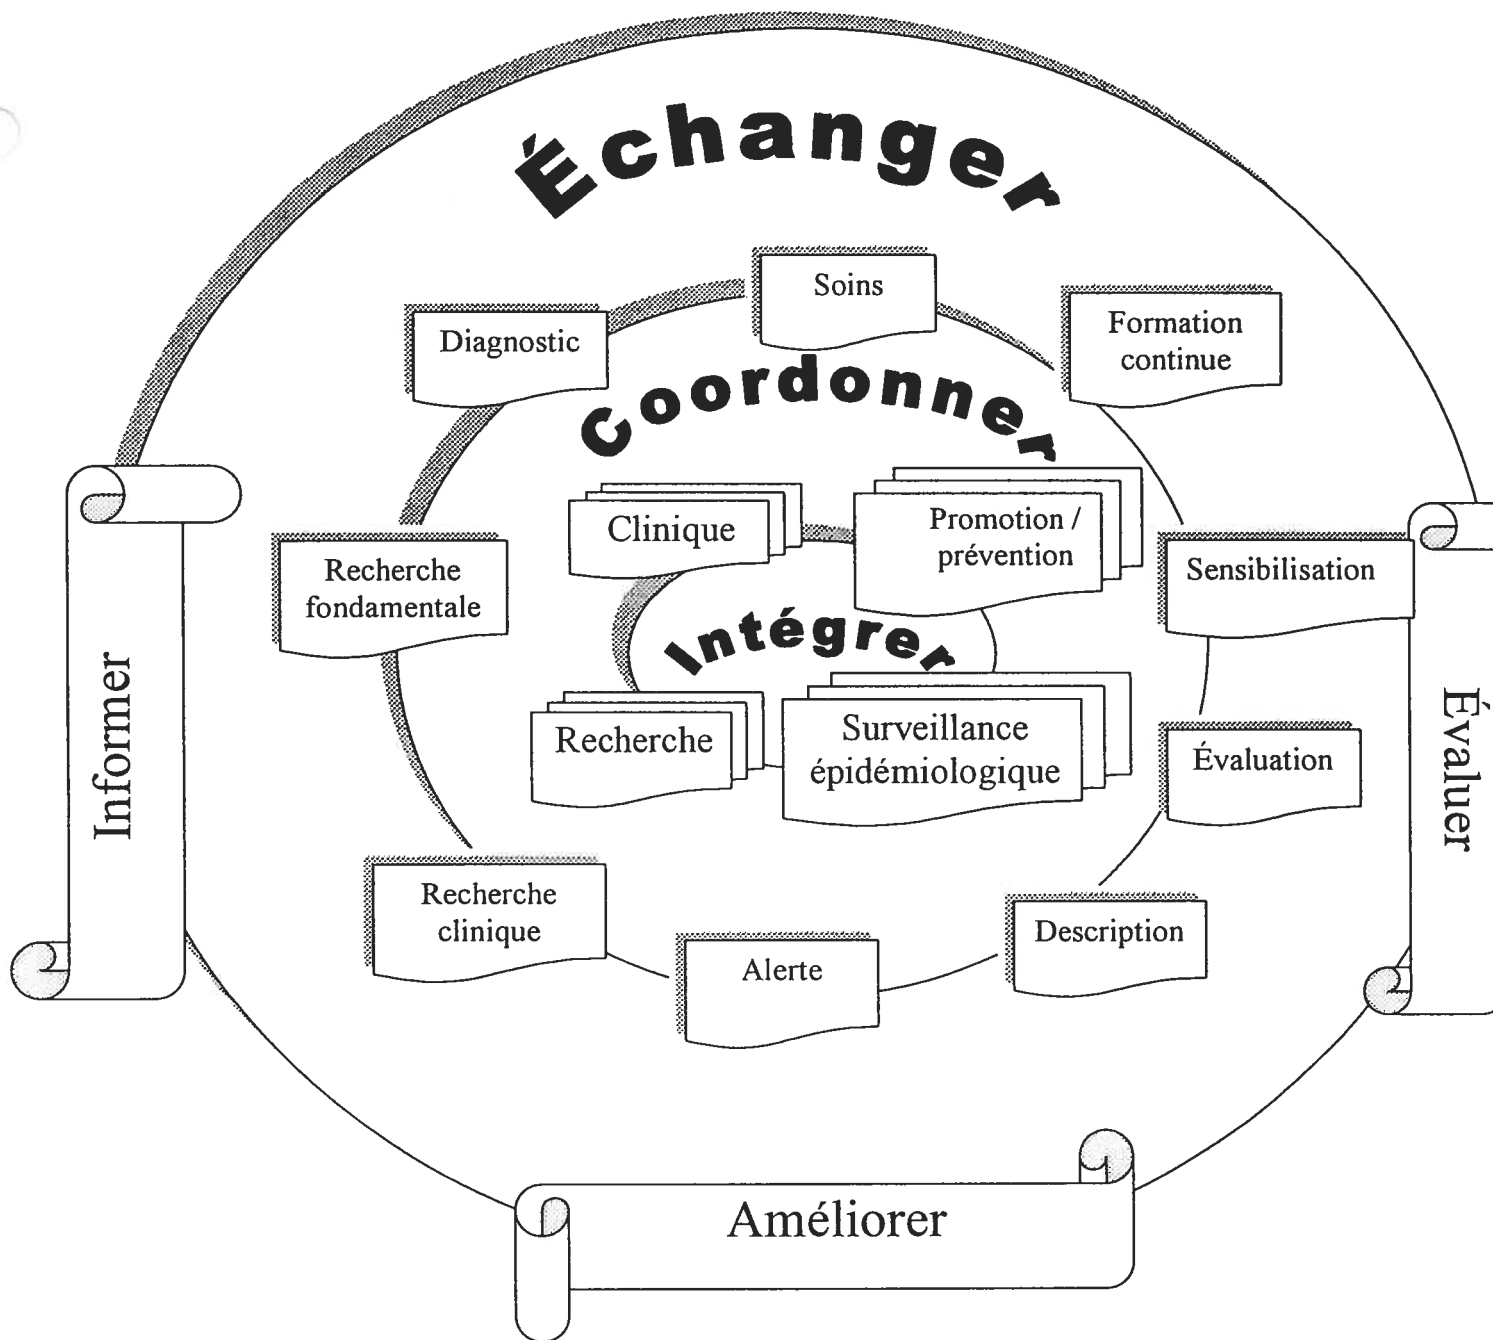 Échanger
Soins
Diagnostic
Formation
continue
Coordonner
Clinique
Promotion /
prévention
Recherche
fondamentale
Sensibilisation
Intégrer
Recherche
Surveillance
épidémiologique
Évaluation
Informer
Évaluer
Recherche
clinique
Alerte
Description
Améliorer